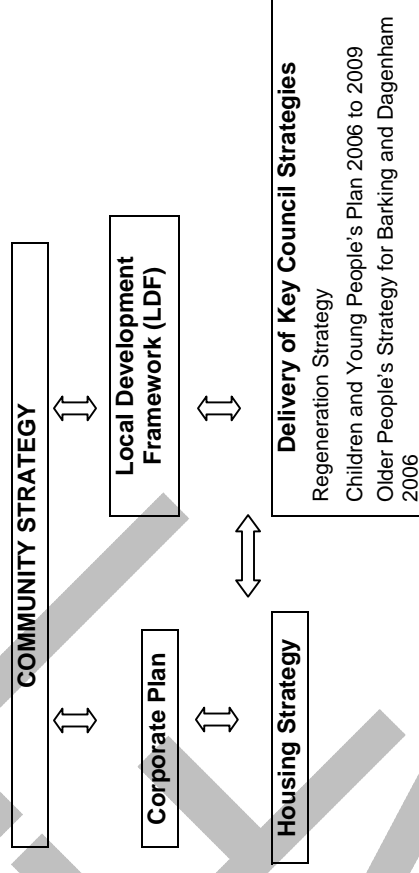 COMMUNITY STRATEGY
Corporate Plan
Local Development
Framework (LDF)
Housing Strategy
Delivery of Key Council Strategies
Regeneration Strategy
Children and Young People's Plan 2006 to 2009
Older People's Strategy for Barking and Dagenham
2006